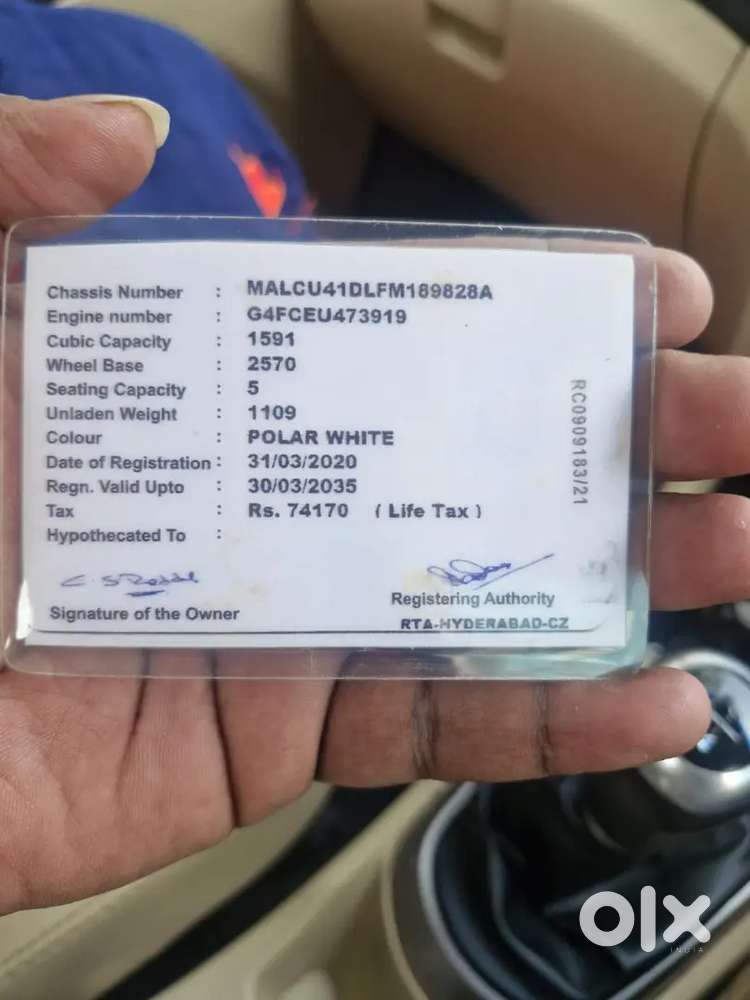 Chassis Number : MALCU41DLFM189828A
Engine number : G4FCEU473919
Cubic Capacity : 1591
Wheel Base : 2570
Seating Capacity : 5
Unladen Weight : 1109
Colour : POLAR WHITE
Date of Registration : 31/03/2020
Regn. Valid Upto : 30/03/2035
Tax : Rs. 74170 ( Life Tax )
Hypothecated To :
RC0909183/21
Signature of the Owner
Registering Authority
RTA-HYDERABAD-CZ
olx
INDIA